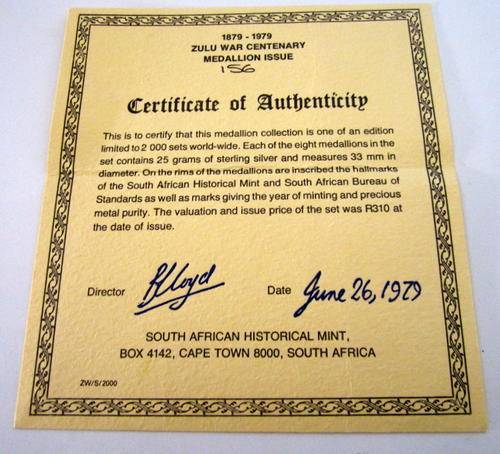 1879 - 1979
ZULU WAR CENTENARY
MEDALLION ISSUE
156
Certificate of Authenticity
This is to certify that this medallion collection is one of an edition
limited to 2 000 sets world-wide. Each of the eight medallions in the
set contains 25 grams of sterling silver and measures 33 mm in
diameter. On the rims of the medallions are inscribed the hallmarks
of the South African Historical Mint and South African Bureau of
Standards as well as marks giving the year of minting and precious
metal purity. The valuation and issue price of the set was R310 at
the date of issue.
Director Lloyd Date June 26, 1979
SOUTH AFRICAN HISTORICAL MINT,
BOX 4142, CAPE TOWN 8000, SOUTH AFRICA
ZW/S/2000